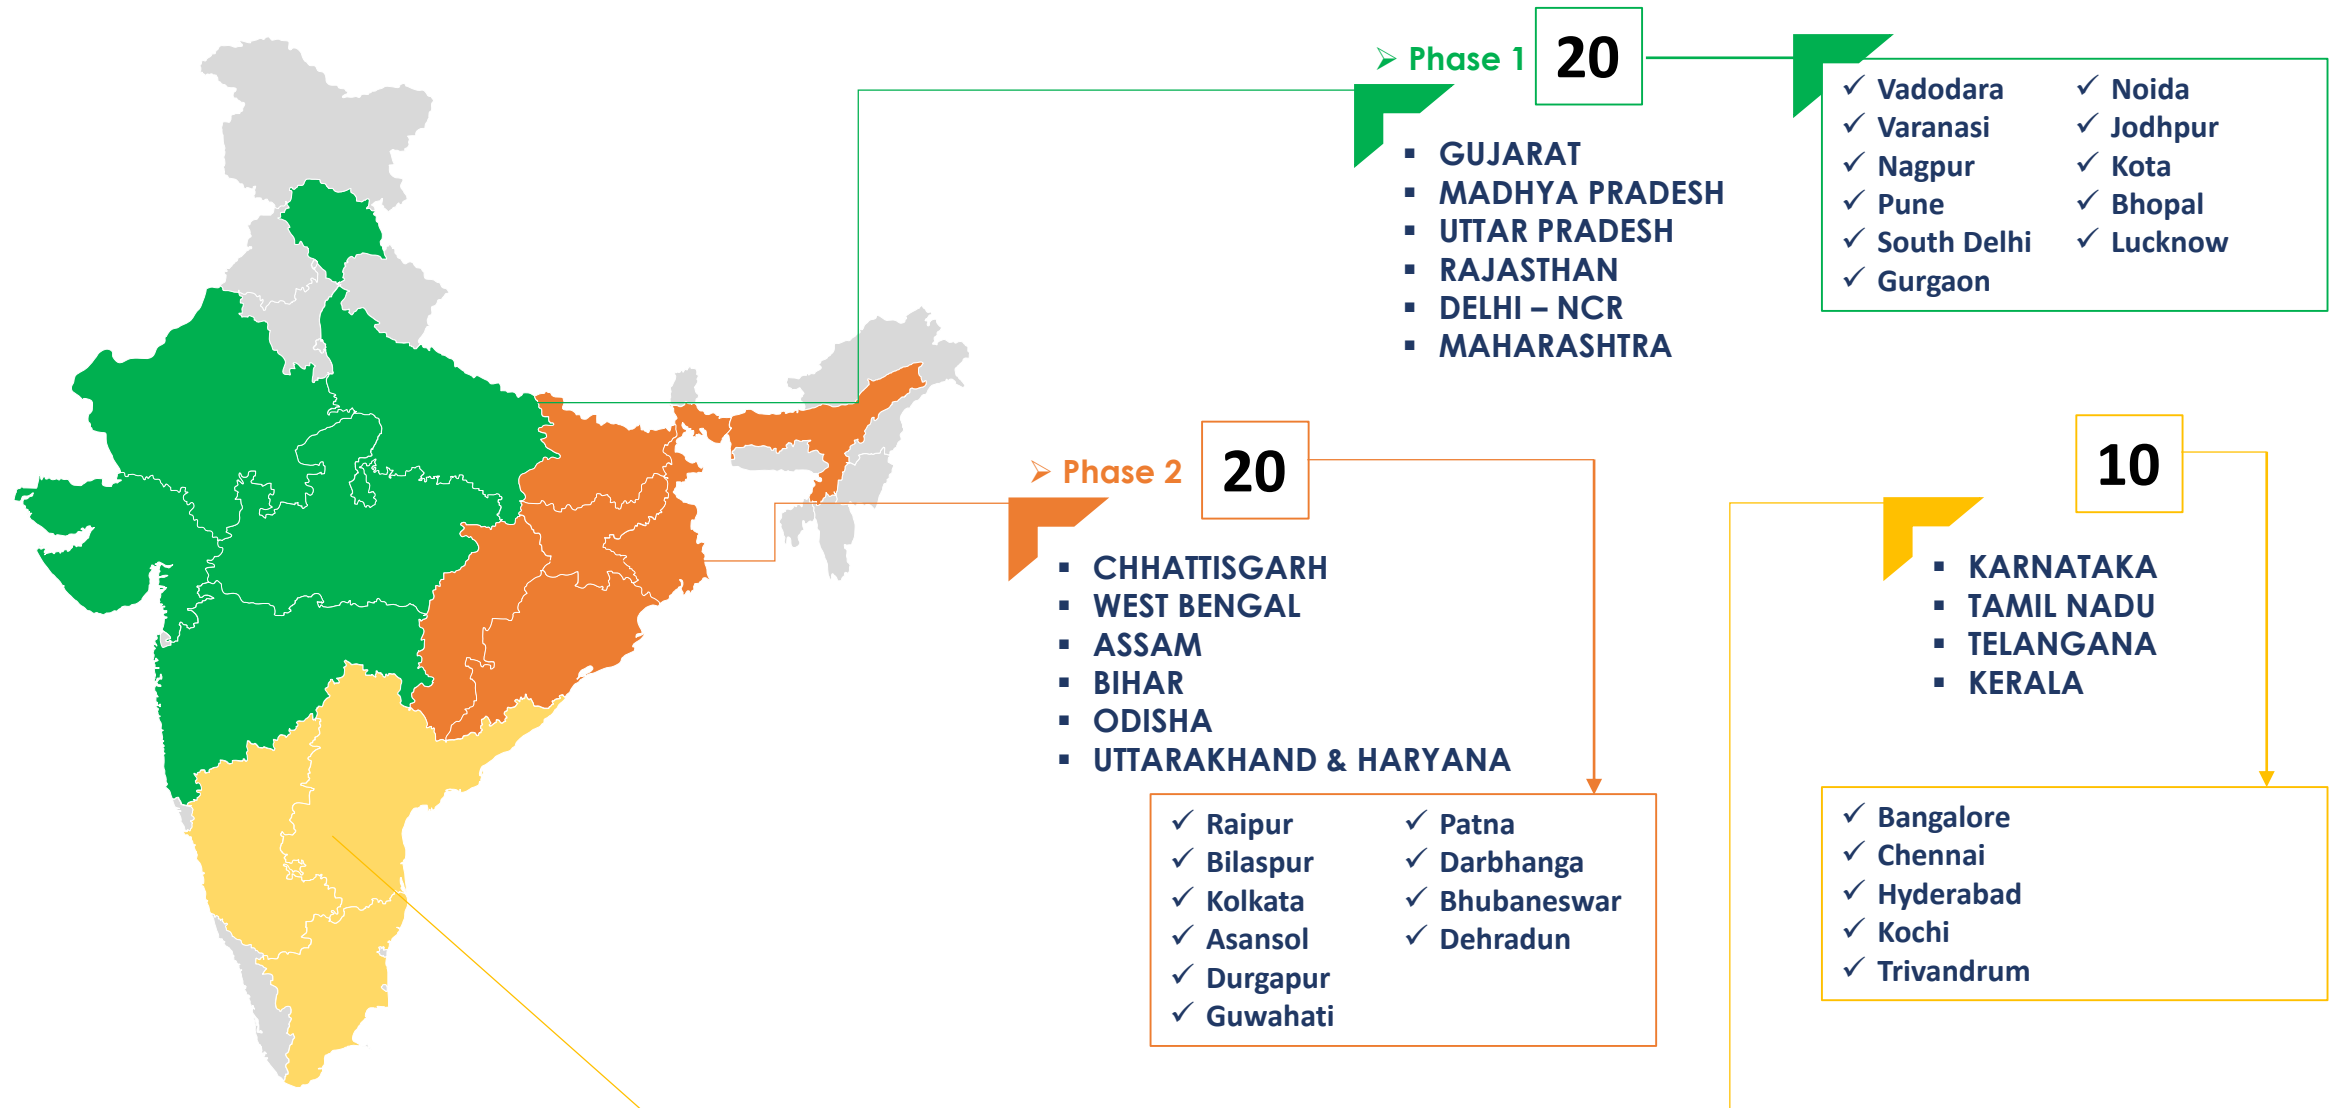 Phase 1
20
GUJARAT
MADHYA PRADESH
UTTAR PRADESH
RAJASTHAN
DELHI – NCR
MAHARASHTRA
Vadodara
Varanasi
Nagpur
Pune
South Delhi
Gurgaon
Noida
Jodhpur
Kota
Bhopal
Lucknow
Phase 2
20
CHHATTISGARH
WEST BENGAL
ASSAM
BIHAR
ODISHA
UTTARAKHAND & HARYANA
Raipur
Bilaspur
Kolkata
Asansol
Durgapur
Guwahati
Patna
Darbhanga
Bhubaneswar
Dehradun
10
KARNATAKA
TAMIL NADU
TELANGANA
KERALA
Bangalore
Chennai
Hyderabad
Kochi
Trivandrum